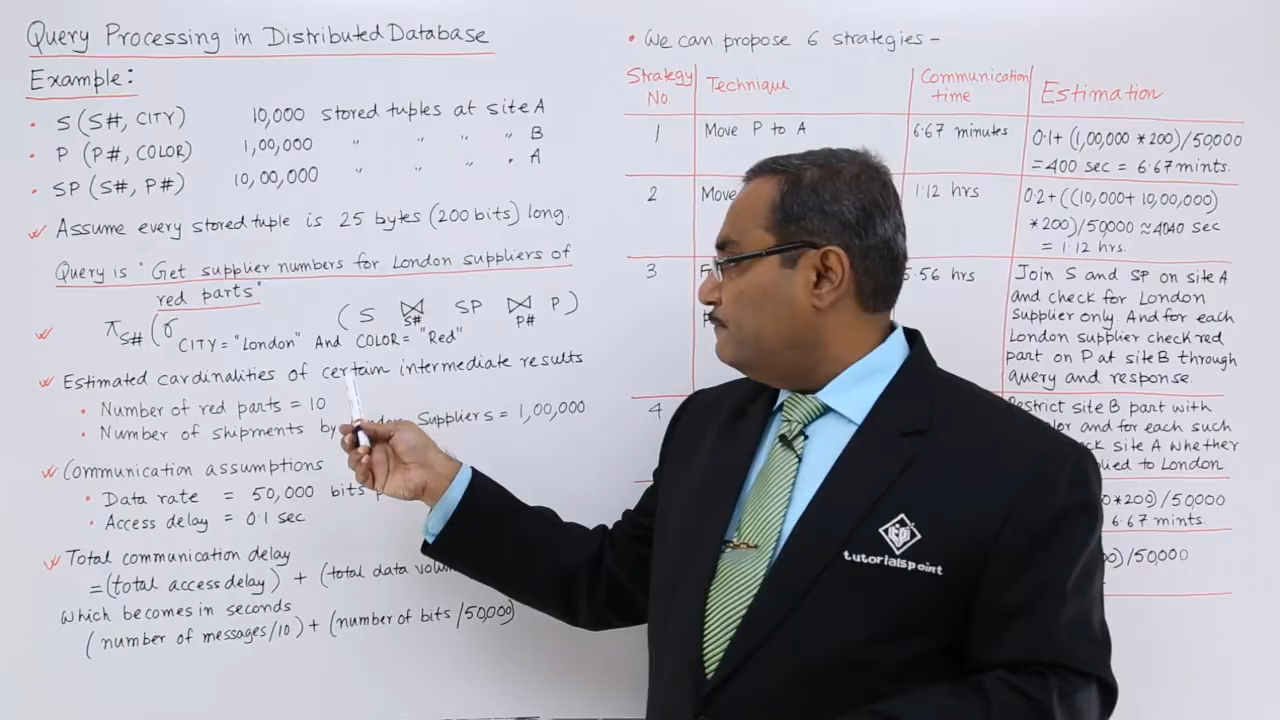 Query Processing in Distributed Database
Example:
• S (S#, CITY) 10,000 stored tuples at site A
• P (P#, COLOR) 1,00,000 " " " " B
• SP (S#, P#) 10,00,000 " " " " A
Assume every stored tuple is 25 bytes (200 bits) long.
Query is "Get supplier numbers for London suppliers of
red parts"
π S# (σ CITY = "London" And COLOR = "Red" (S ⋈ S# SP ⋈ P# P)
Estimated cardinalities of certain intermediate results
• Number of red parts = 10
• Number of shipments by Suppliers = 1,00,000
Communication assumptions
• Data rate = 50,000 bits
• Access delay = 0.1 sec
Total communication delay
= (total access delay) + (total data
Which becomes in seconds
(number of messages/10) + (number of bits/50,000)
• We can propose 6 strategies –
Strategy No. Technique Communication time Estimation
1 Move P to A 6.67 minutes 0.1+ (1,00,000 *200)/50,000
= 400 sec = 6.67 mints.
2 Move 1.12 hrs 0.2+((10,000+ 10,00,000)
*200)/50,000 ≈ 4040 sec
= 1.12 hrs.
3 5.56 hrs Join S and SP on site A
and check for London
supplier only. And for each
London supplier check red
part on P at site B through
query and response.
4 Restrict site B part with
and for each such
site A whether
to London
*200)/50,000
6.67 mints.
)/50,000
tutorialspoint